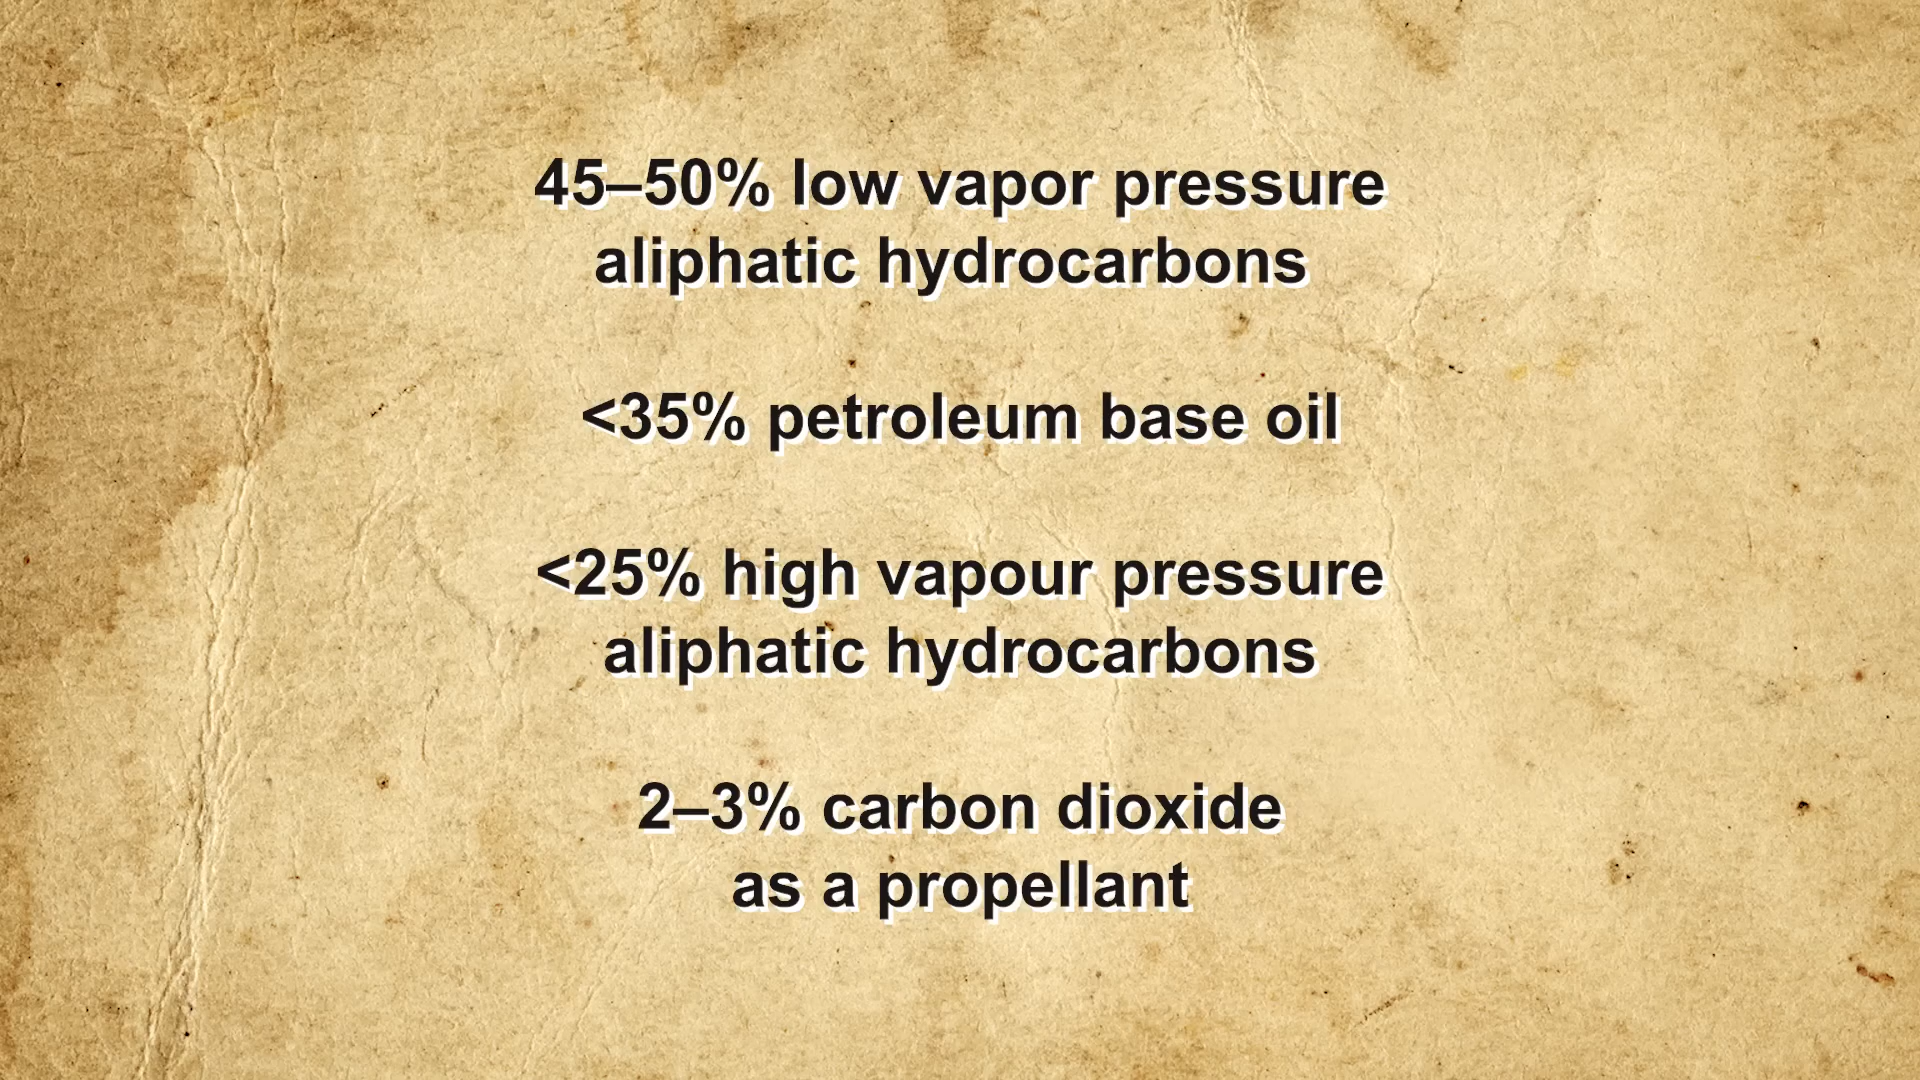 45–50% low vapor pressure
aliphatic hydrocarbons
<35% petroleum base oil
<25% high vapour pressure
aliphatic hydrocarbons
2–3% carbon dioxide
as a propellant